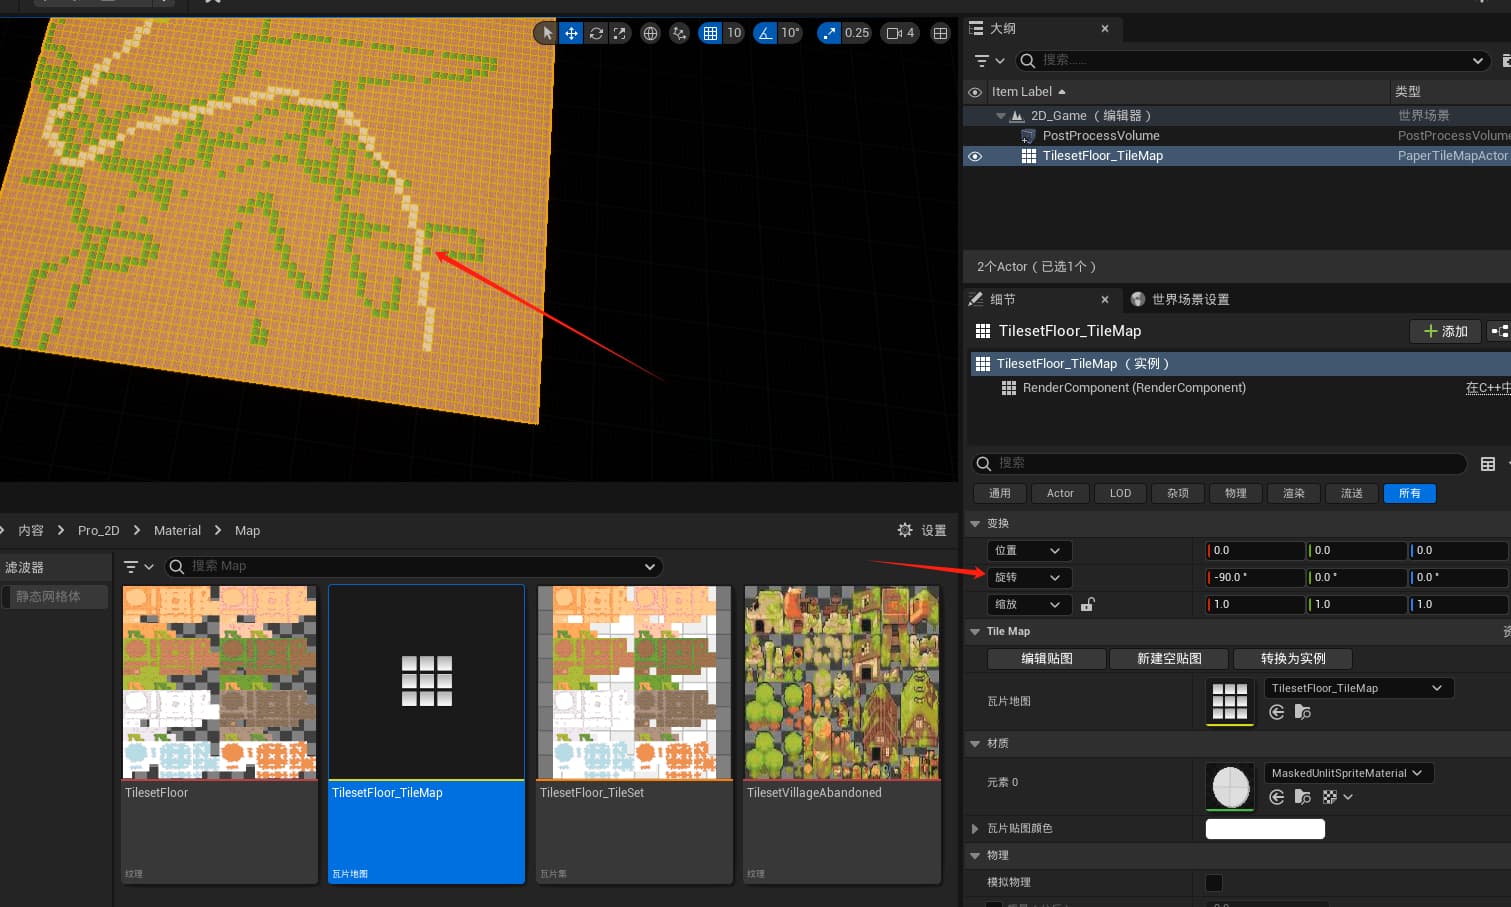 10
10°
0.25
4
大纲
搜索......
Item Label
类型
2D_Game（编辑器）
世界场景
PostProcessVolume
PostProcessVolume
TilesetFloor_TileMap
PaperTileMapActor
2个Actor（已选1个）
细节
世界场景设置
TilesetFloor_TileMap
添加
TilesetFloor_TileMap（实例）
RenderComponent (RenderComponent)
在C++中
搜索
通用
Actor
LOD
杂项
物理
渲染
流送
所有
变换
位置
0.0
0.0
0.0
旋转
-90.0 °
0.0 °
0.0 °
缩放
1.0
1.0
1.0
Tile Map
编辑贴图
新建空贴图
转换为实例
瓦片地图
TilesetFloor_TileMap
材质
元素 0
MaskedUnlitSpriteMaterial
瓦片贴图颜色
物理
模拟物理
内容
Pro_2D
Material
Map
设置
滤波器
搜索 Map
静态网格体
TilesetFloor
纹理
TilesetFloor_TileMap
瓦片地图
TilesetFloor_TileSet
瓦片集
TilesetVillageAbandoned
纹理